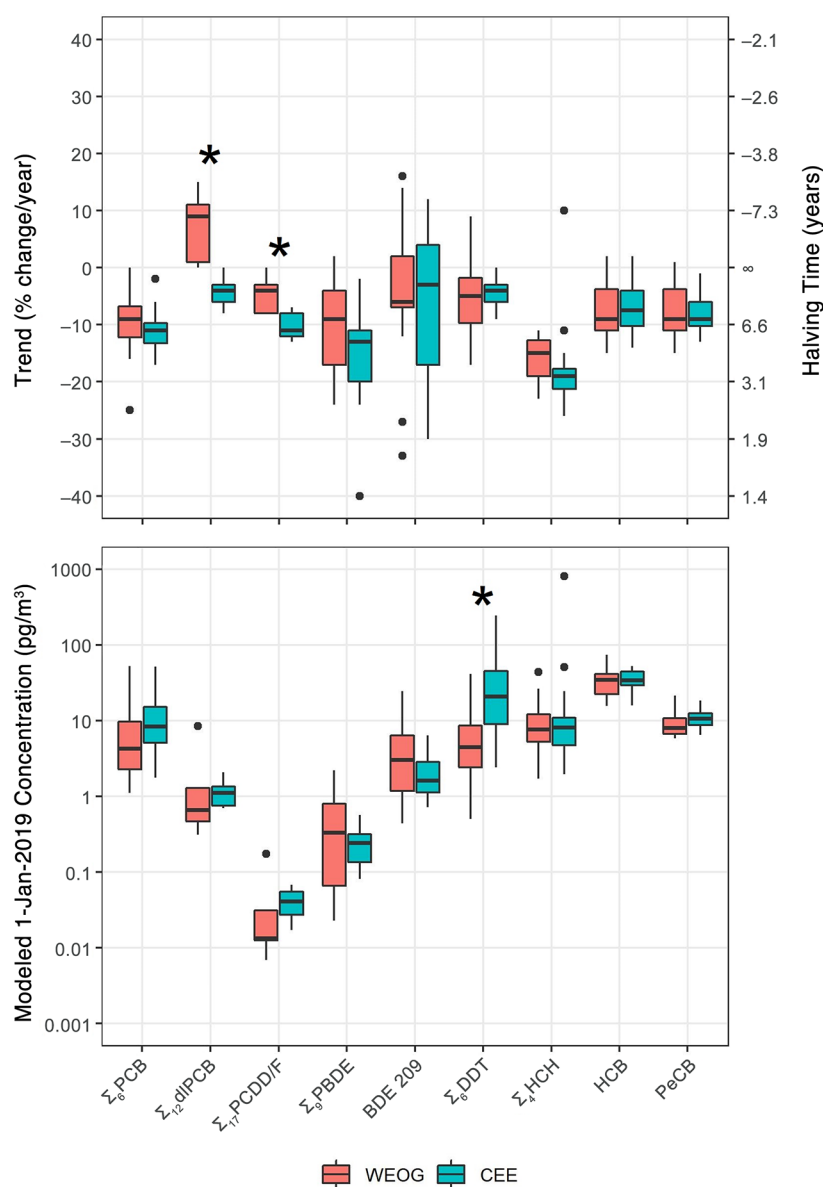 Trend (% change/year)
40
30
20
10
0
−10
−20
−30
−40
−2.1
−2.6
−3.8
−7.3
∞
6.6
3.1
1.9
1.4
Halving Time (years)
*
*
Modeled 1-Jan-2019 Concentration (pg/m³)
1000
100
10
1
0.1
0.01
0.001
*
Σ₆PCB
Σ₁₂dlPCB
Σ₁₇PCDD/F
Σ₉PBDE
BDE 209
Σ₆DDT
Σ₄HCH
HCB
PeCB
WEOG CEE